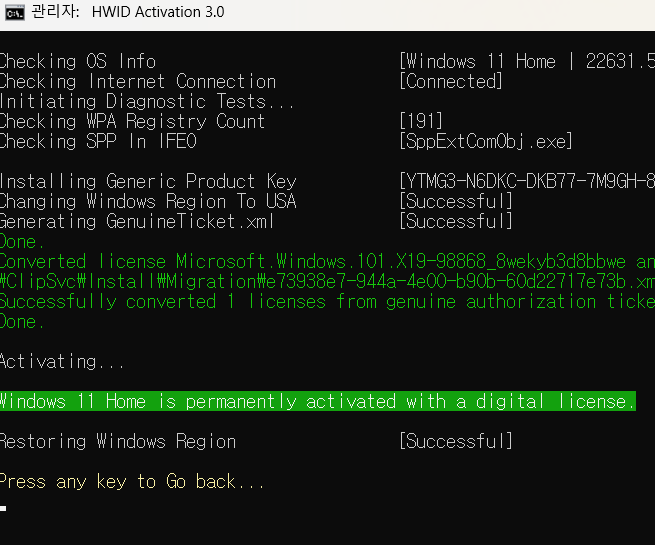 관리자: HWID Activation 3.0
Checking OS Info [Windows 11 Home | 22631.5
Checking Internet Connection [Connected]
Initiating Diagnostic Tests...
Checking WPA Registry Count [191]
Checking SPP In IFEO [SppExtComObj.exe]
Installing Generic Product Key [YTMG3-N6DKC-DKB77-7M9GH-8
Changing Windows Region To USA [Successful]
Generating GenuineTicket.xml [Successful]
Done.
Converted license Microsoft.Windows.101.X19-98868_8wekyb3d8bbwe an
₩ClipSvc₩Install₩Migration₩e73938e7-944a-4e00-b90b-60d22717e73b.xm
Successfully converted 1 licenses from genuine authorization ticke
Done.
Activating...
Windows 11 Home is permanently activated with a digital license.
Restoring Windows Region [Successful]
Press any key to Go back...